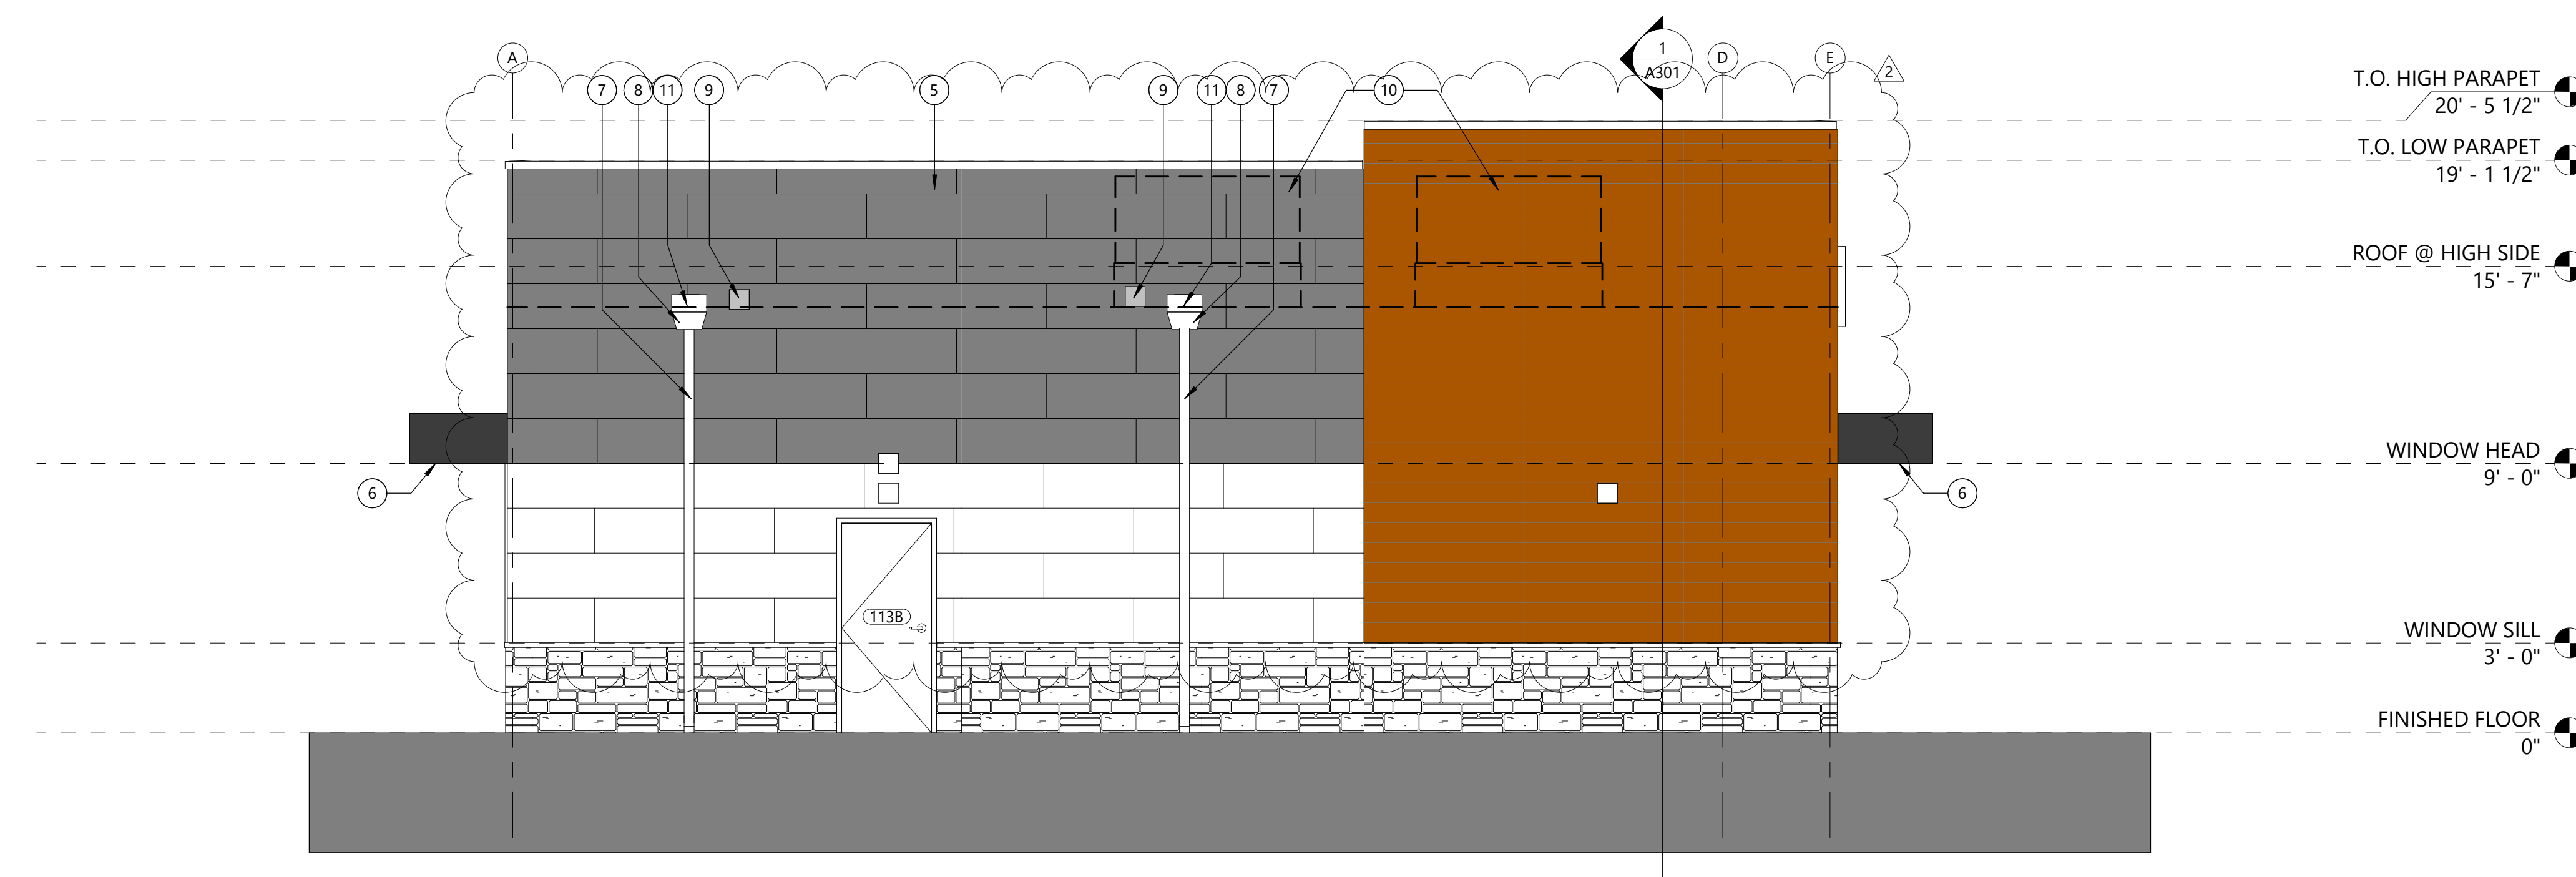 A
1
A301
D
E
2
7
8
11
9
5
9
11
8
7
10
T.O. HIGH PARAPET
20' - 5 1/2"
T.O. LOW PARAPET
19' - 1 1/2"
ROOF @ HIGH SIDE
15' - 7"
WINDOW HEAD
9' - 0"
6
6
113B
WINDOW SILL
3' - 0"
FINISHED FLOOR
0"